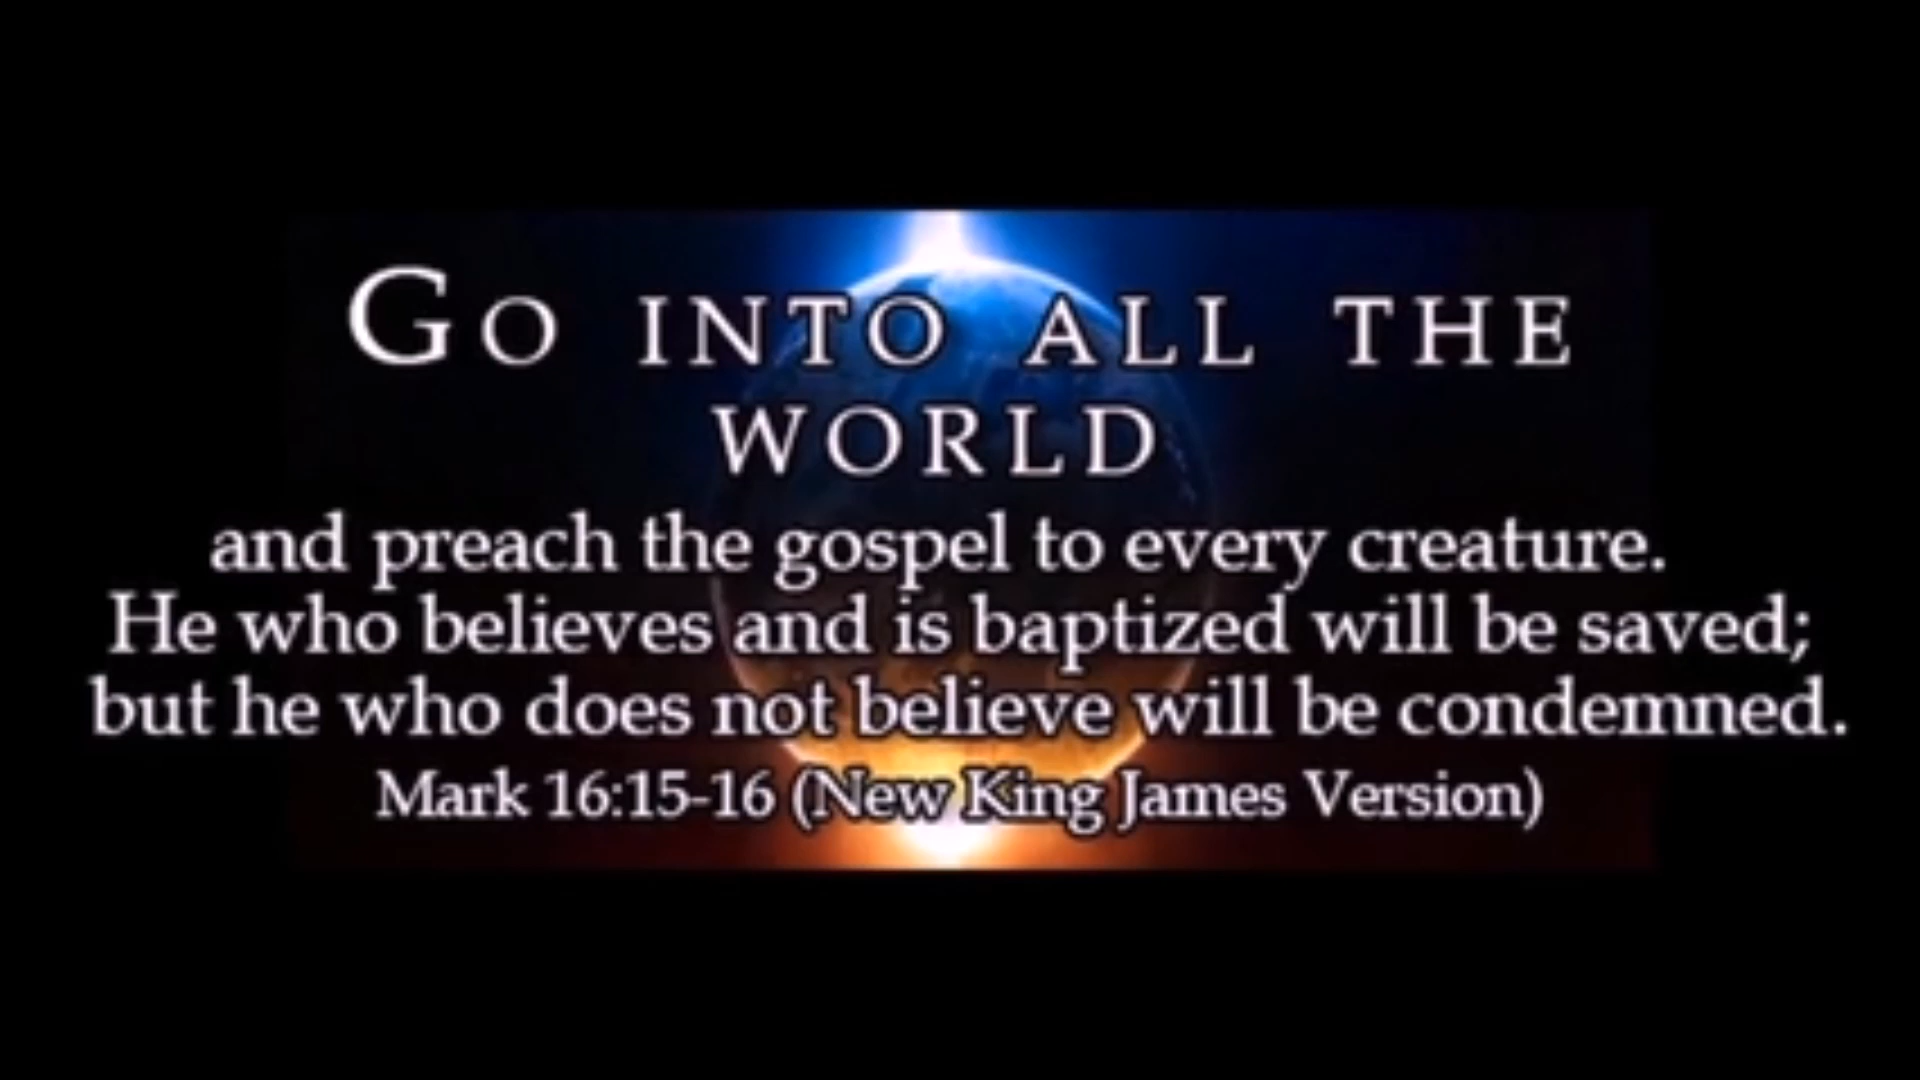 Go into all the
world
and preach the gospel to every creature.
He who believes and is baptized will be saved;
but he who does not believe will be condemned.
Mark 16:15-16 (New King James Version)